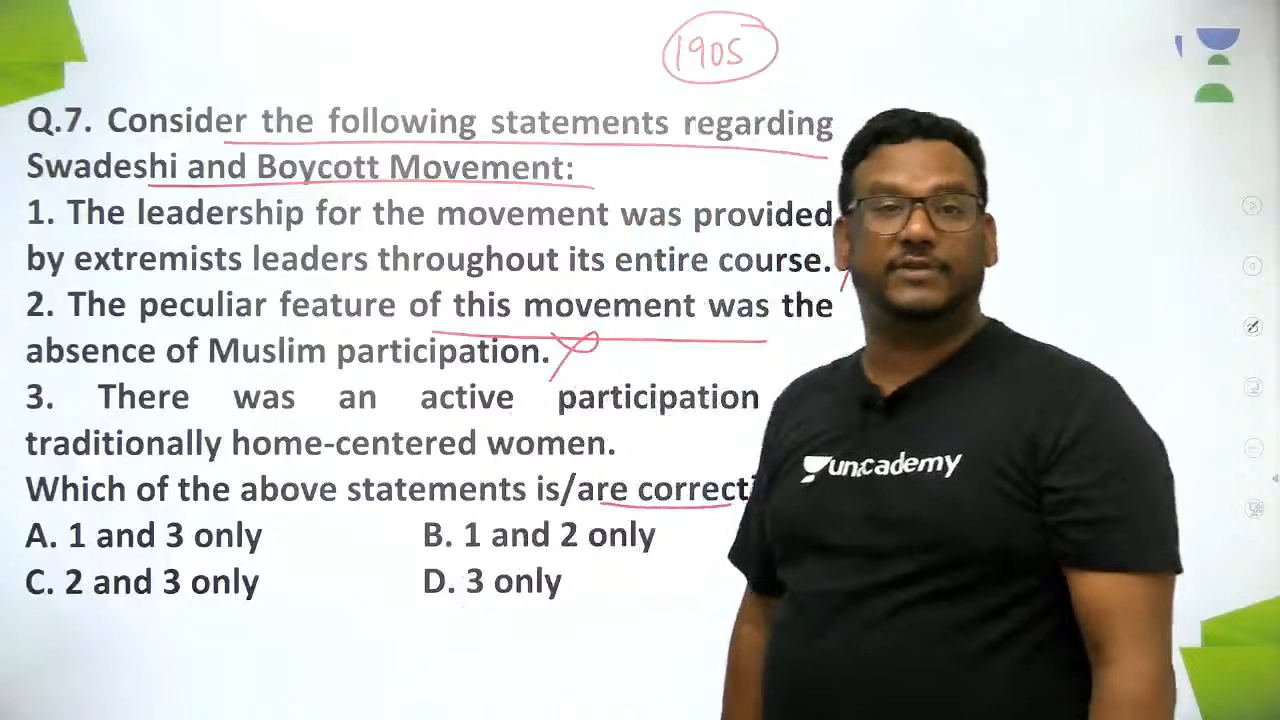 1905
Q.7. Consider the following statements regarding
Swadeshi and Boycott Movement:
1. The leadership for the movement was provided
by extremists leaders throughout its entire course.
2. The peculiar feature of this movement was the
absence of Muslim participation.
3. There was an active participation
traditionally home-centered women.
Which of the above statements is/are correct
A. 1 and 3 only B. 1 and 2 only
C. 2 and 3 only D. 3 only
unacademy